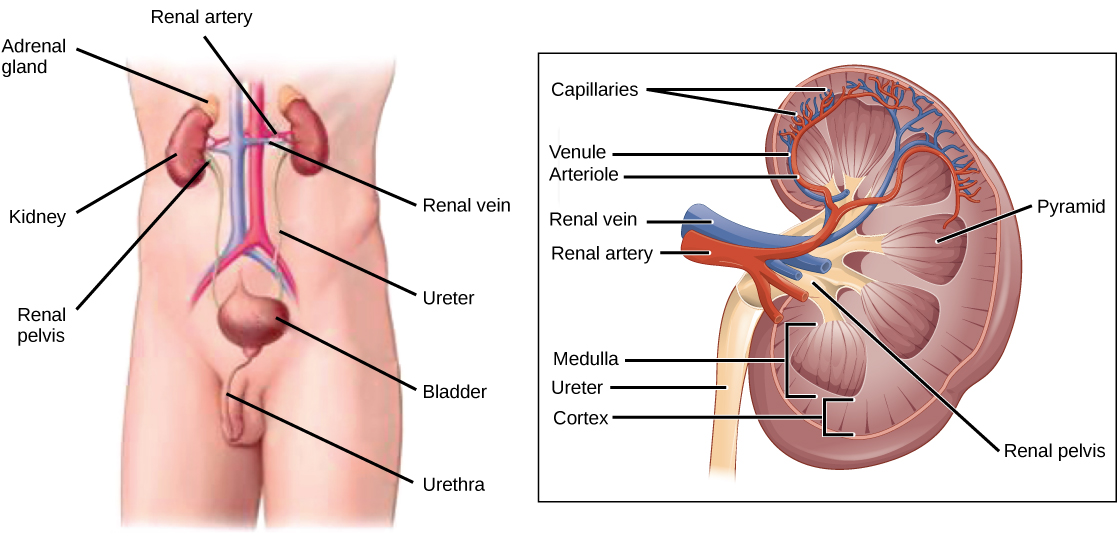 Renal artery
Adrenal
gland
Kidney
Renal
pelvis
Renal vein
Ureter
Bladder
Urethra
Capillaries
Venule
Arteriole
Renal vein
Renal artery
Medulla
Ureter
Cortex
Pyramid
Renal pelvis